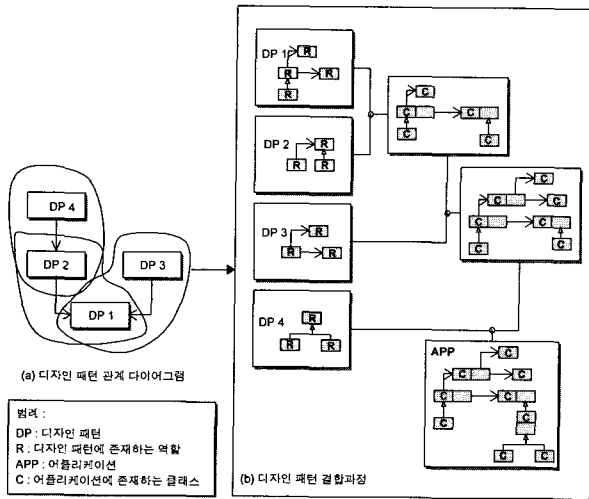 DP 4
DP 2
DP 3
DP 1
(a) 디자인 패턴 관계 다이어그램
범례 :
DP : 디자인 패턴
R : 디자인 패턴에 존재하는 역할
APP : 어플리케이션
C : 어플리케이션에 존재하는 클래스
DP 1
R
R
R
R
DP 2
R
R
R
DP 3
R
R
R
DP 4
R
R
R
C
C
C
C
C
C
C
C
C
C
C
C
APP
C
C
C
C
C
C
C
C
C
(b) 디자인 패턴 결합과정